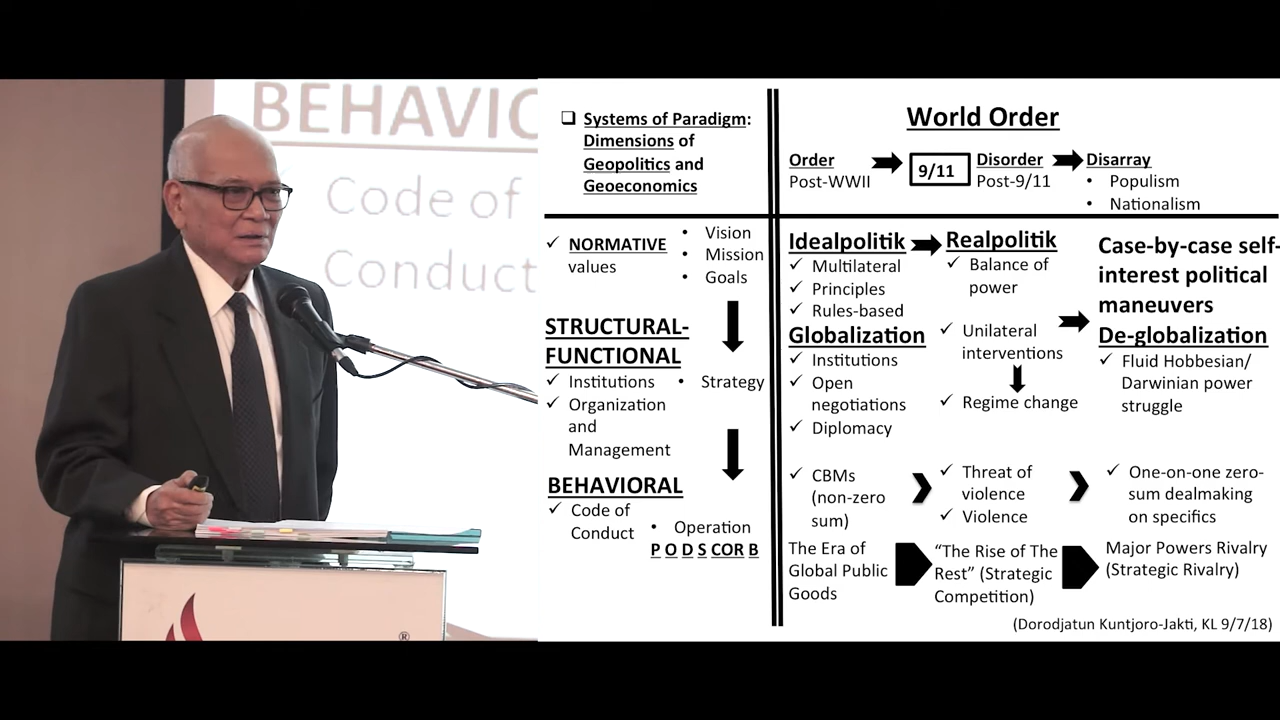 BEHAVIO
Code of
Conduct
®
❑ Systems of Paradigm:
Dimensions of
Geopolitics and
Geoeconomics
World Order
Order
Post-WWII
9/11
Disorder
Post-9/11
Disarray
• Populism
• Nationalism
✓ NORMATIVE
values
• Vision
• Mission
• Goals
STRUCTURAL-
FUNCTIONAL
✓ Institutions
✓ Organization
and
Management
• Strategy
BEHAVIORAL
✓ Code of
Conduct
• Operation
P O D S COR B
Idealpolitik
✓ Multilateral
✓ Principles
✓ Rules-based
Globalization
✓ Institutions
✓ Open
negotiations
✓ Diplomacy
✓ CBMs
(non-zero
sum)
The Era of
Global Public
Goods
Realpolitik
✓ Balance of
power
✓ Unilateral
interventions
✓ Regime change
✓ Threat of
violence
✓ Violence
“The Rise of The
Rest” (Strategic
Competition)
Case-by-case self-
interest political
maneuvers
De-globalization
✓ Fluid Hobbesian/
Darwinian power
struggle
✓ One-on-one zero-
sum dealmaking
on specifics
Major Powers Rivalry
(Strategic Rivalry)
(Dorodjatun Kuntjoro-Jakti, KL 9/7/18)